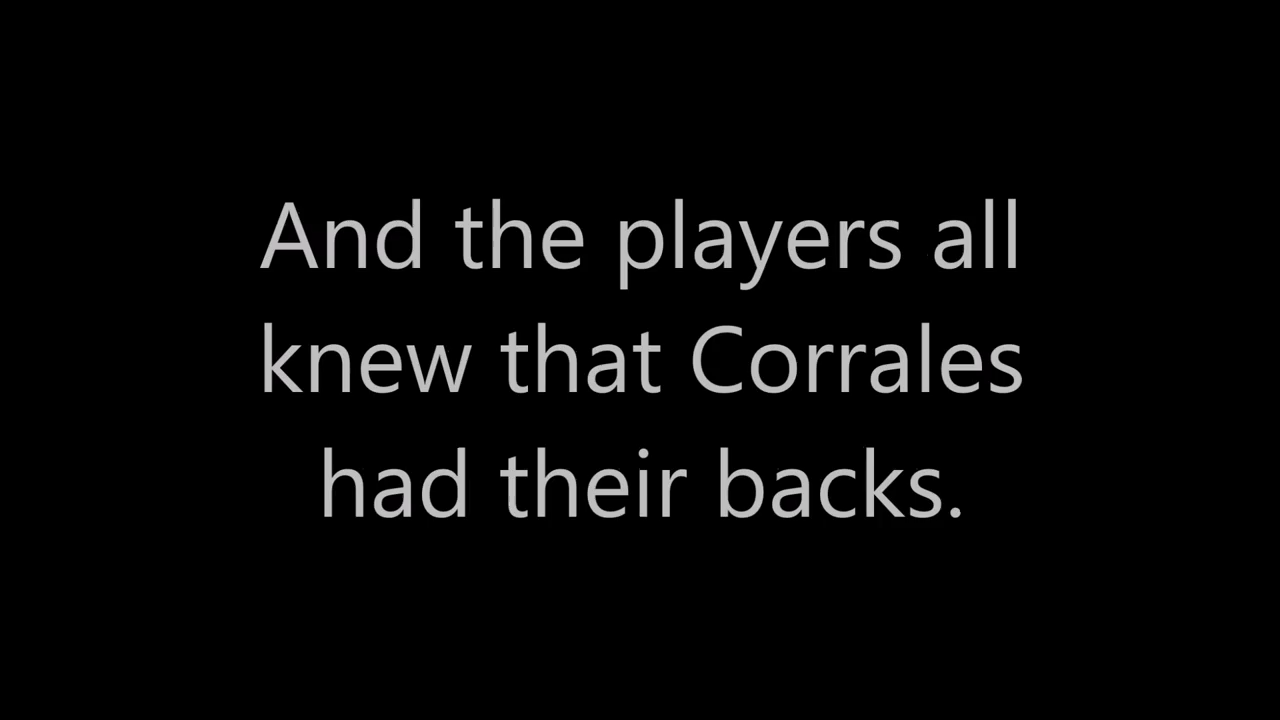 And the players all
knew that Corrales
had their backs.